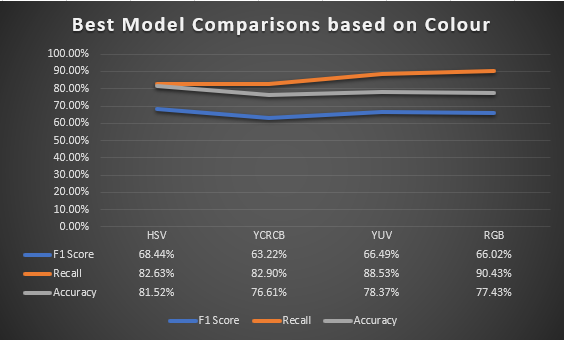 Best Model Comparisons based on Colour
100.00%
90.00%
80.00%
70.00%
60.00%
50.00%
40.00%
30.00%
20.00%
10.00%
0.00%
HSV YCRCB YUV RGB
F1 Score 68.44% 63.22% 66.49% 66.02%
Recall 82.63% 82.90% 88.53% 90.43%
Accuracy 81.52% 76.61% 78.37% 77.43%
F1 Score Recall Accuracy